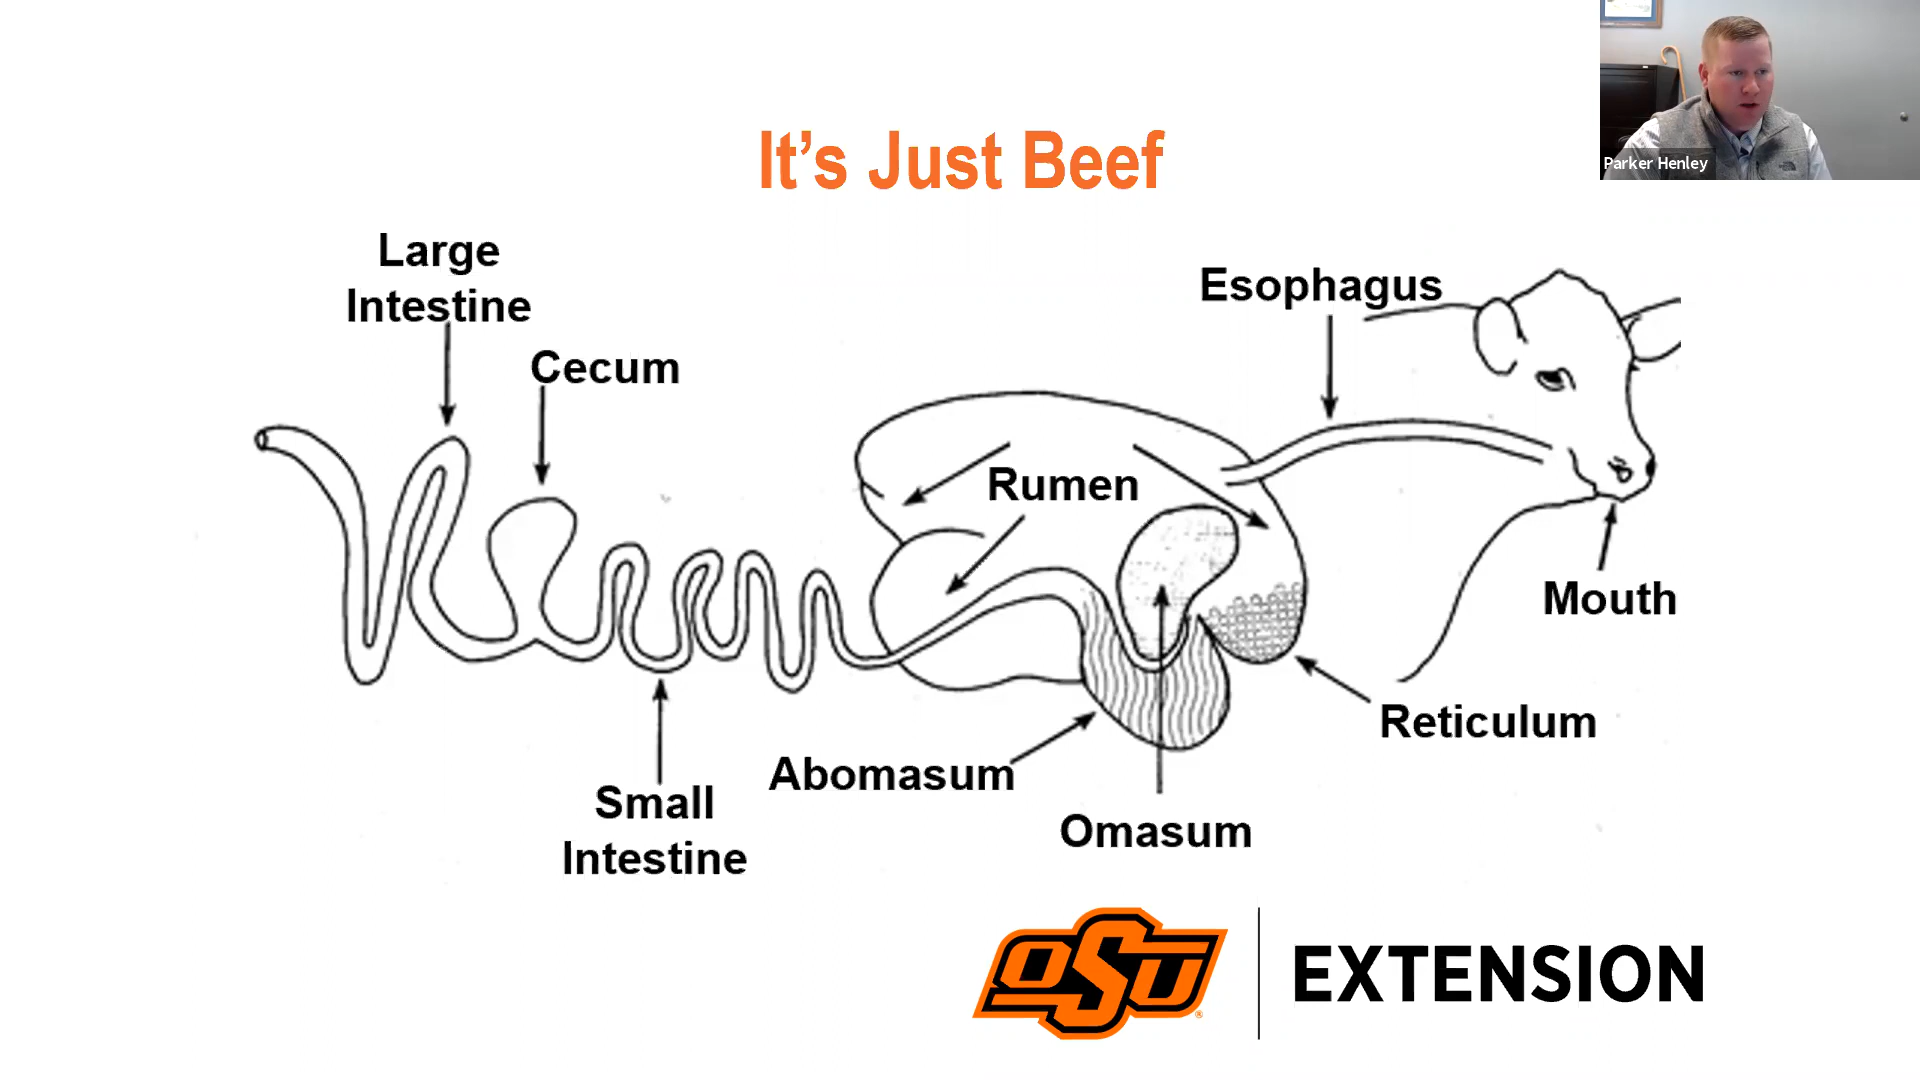 It's Just Beef
Parker Henley
Large
Intestine
Cecum
Esophagus
Rumen
Mouth
Reticulum
Abomasum
Small
Intestine
Omasum
OSU ®
EXTENSION